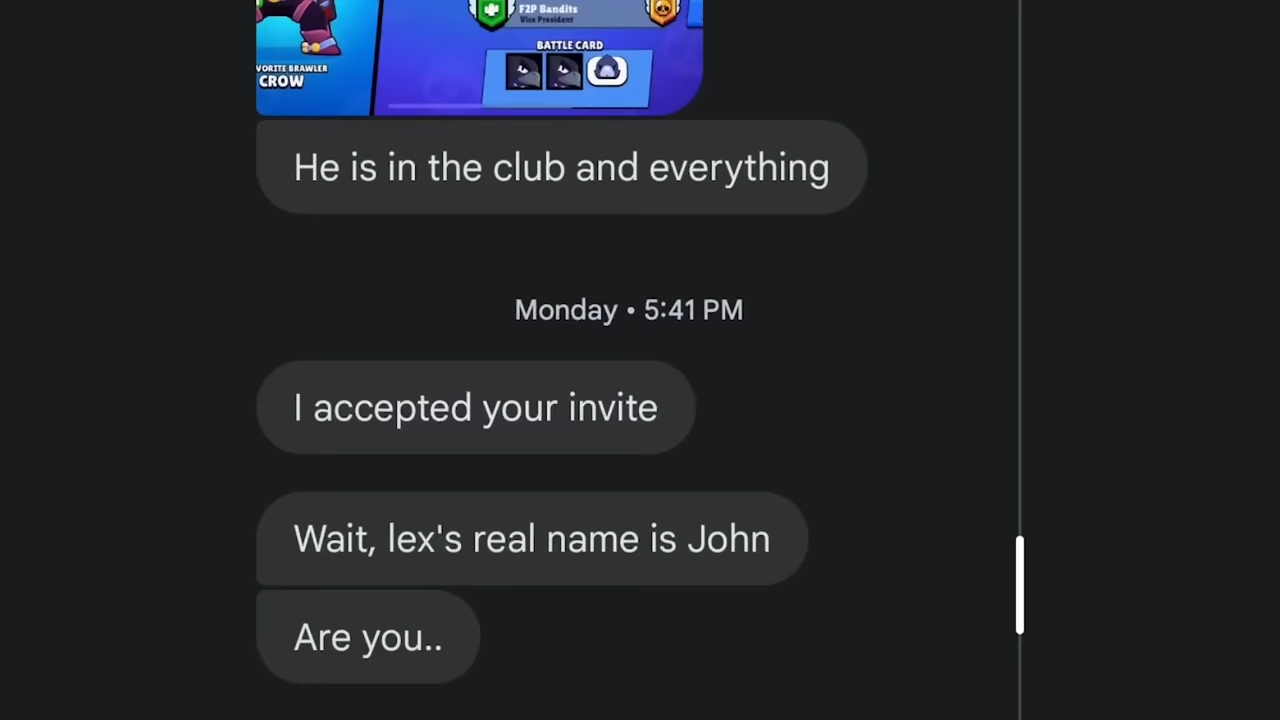 F2P Bandits
Vice President
BATTLE CARD
VORITE BRAWLER
CROW
He is in the club and everything
Monday • 5:41 PM
I accepted your invite
Wait, lex's real name is John
Are you..